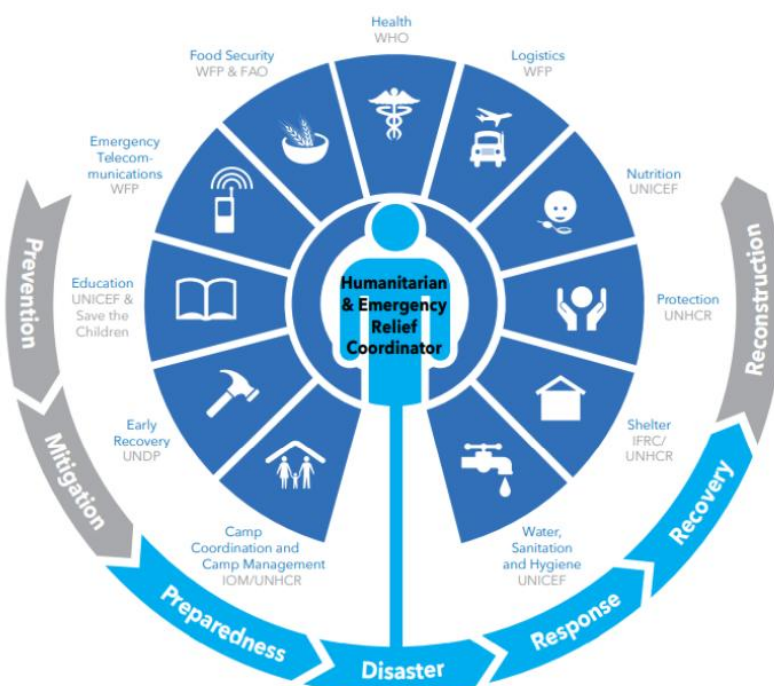 Health
WHO
Logistics
WFP
Nutrition
UNICEF
Protection
UNHCR
Shelter
IFRC/
UNHCR
Water,
Sanitation
and Hygiene
UNICEF
Camp
Coordination and
Camp Management
IOM/UNHCR
Early
Recovery
UNDP
Education
UNICEF &
Save the
Children
Emergency
Telecom-
munications
WFP
Food Security
WFP & FAO
Humanitarian
& Emergency
Relief
Coordinator
Prevention
Mitigation
Preparedness
Disaster
Response
Recovery
Reconstruction